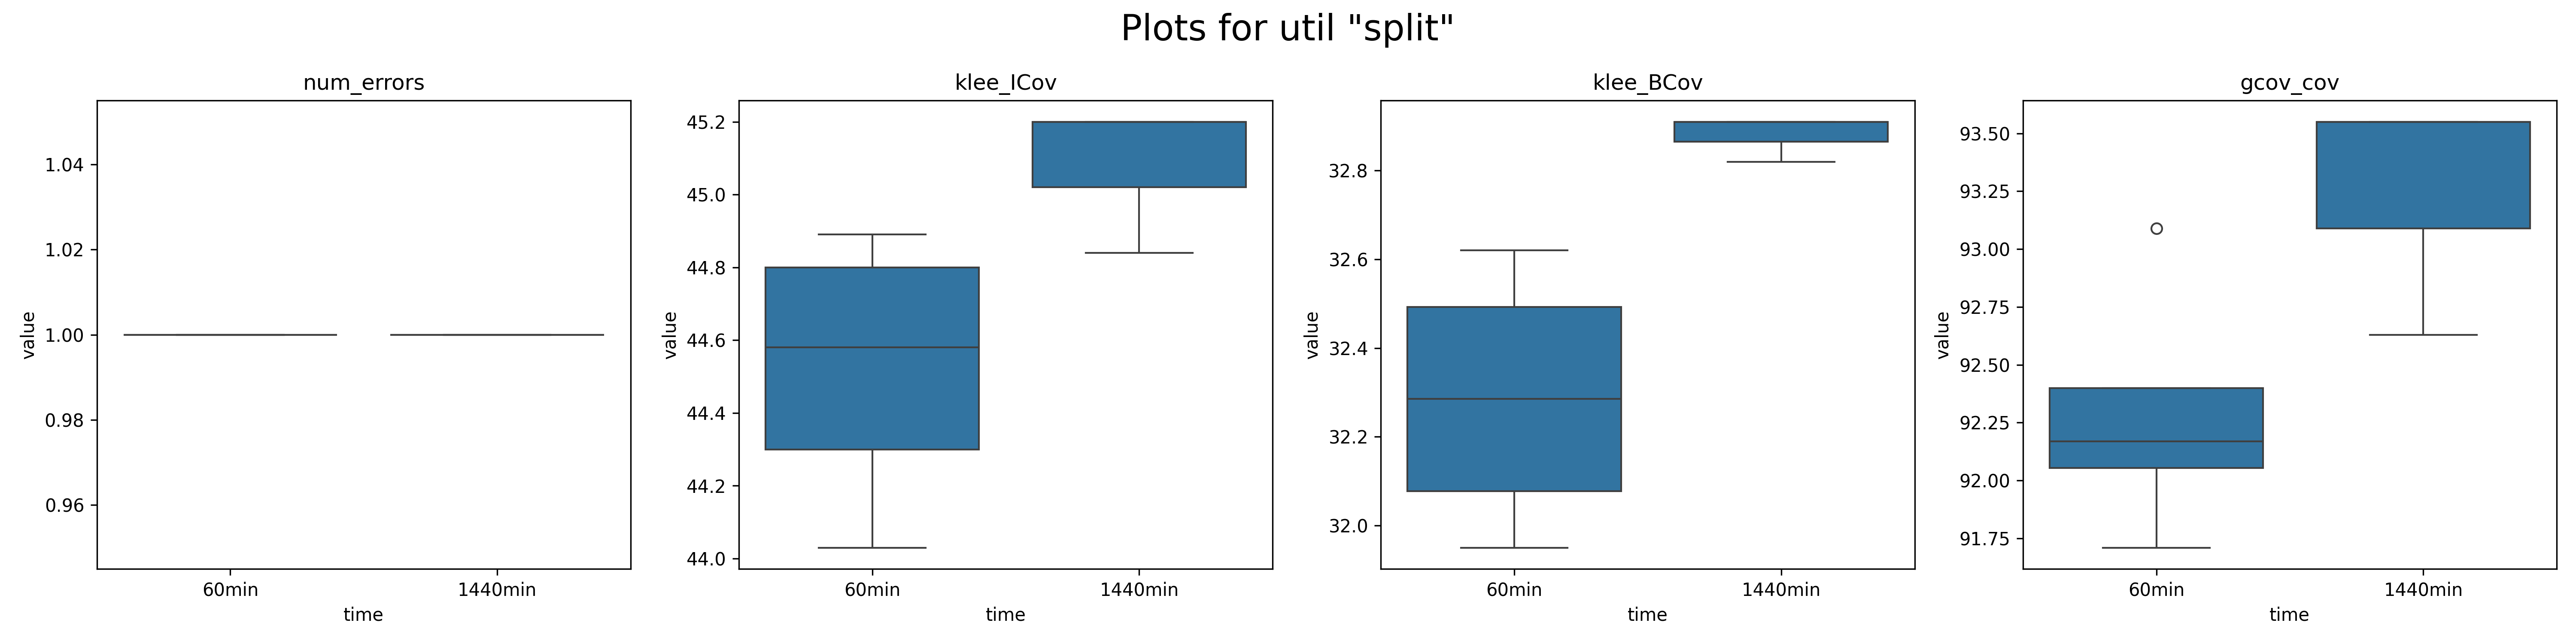 Plots for util "split"
num_errors
value
1.04
1.02
1.00
0.98
0.96
60min
1440min
time
klee_ICov
value
45.2
45.0
44.8
44.6
44.4
44.2
44.0
60min
1440min
time
klee_BCov
value
32.8
32.6
32.4
32.2
32.0
60min
1440min
time
gcov_cov
value
93.50
93.25
93.00
92.75
92.50
92.25
92.00
91.75
60min
1440min
time